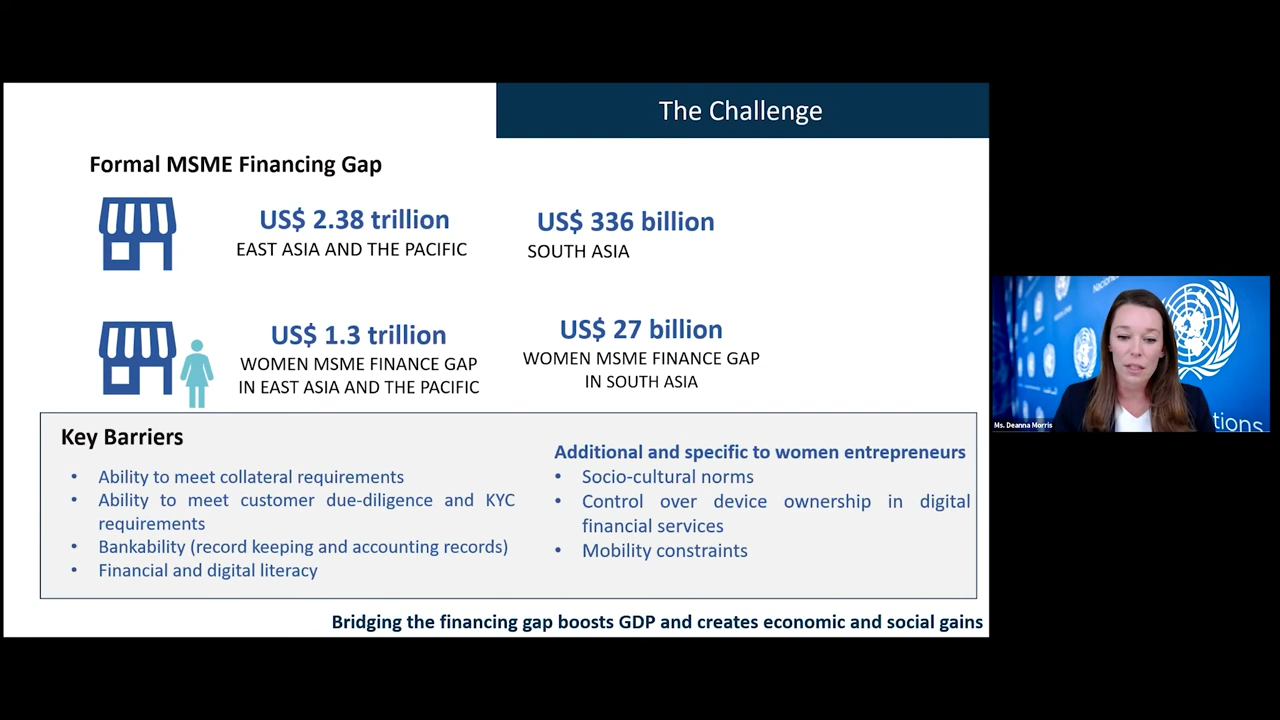 The Challenge
Formal MSME Financing Gap
US$ 2.38 trillion
EAST ASIA AND THE PACIFIC
US$ 336 billion
SOUTH ASIA
US$ 1.3 trillion
WOMEN MSME FINANCE GAP
IN EAST ASIA AND THE PACIFIC
US$ 27 billion
WOMEN MSME FINANCE GAP
IN SOUTH ASIA
Key Barriers
• Ability to meet collateral requirements
• Ability to meet customer due-diligence and KYC
requirements
• Bankability (record keeping and accounting records)
• Financial and digital literacy
Additional and specific to women entrepreneurs
• Socio-cultural norms
• Control over device ownership in digital
financial services
• Mobility constraints
Bridging the financing gap boosts GDP and creates economic and social gains
Ms. Deanna Morris